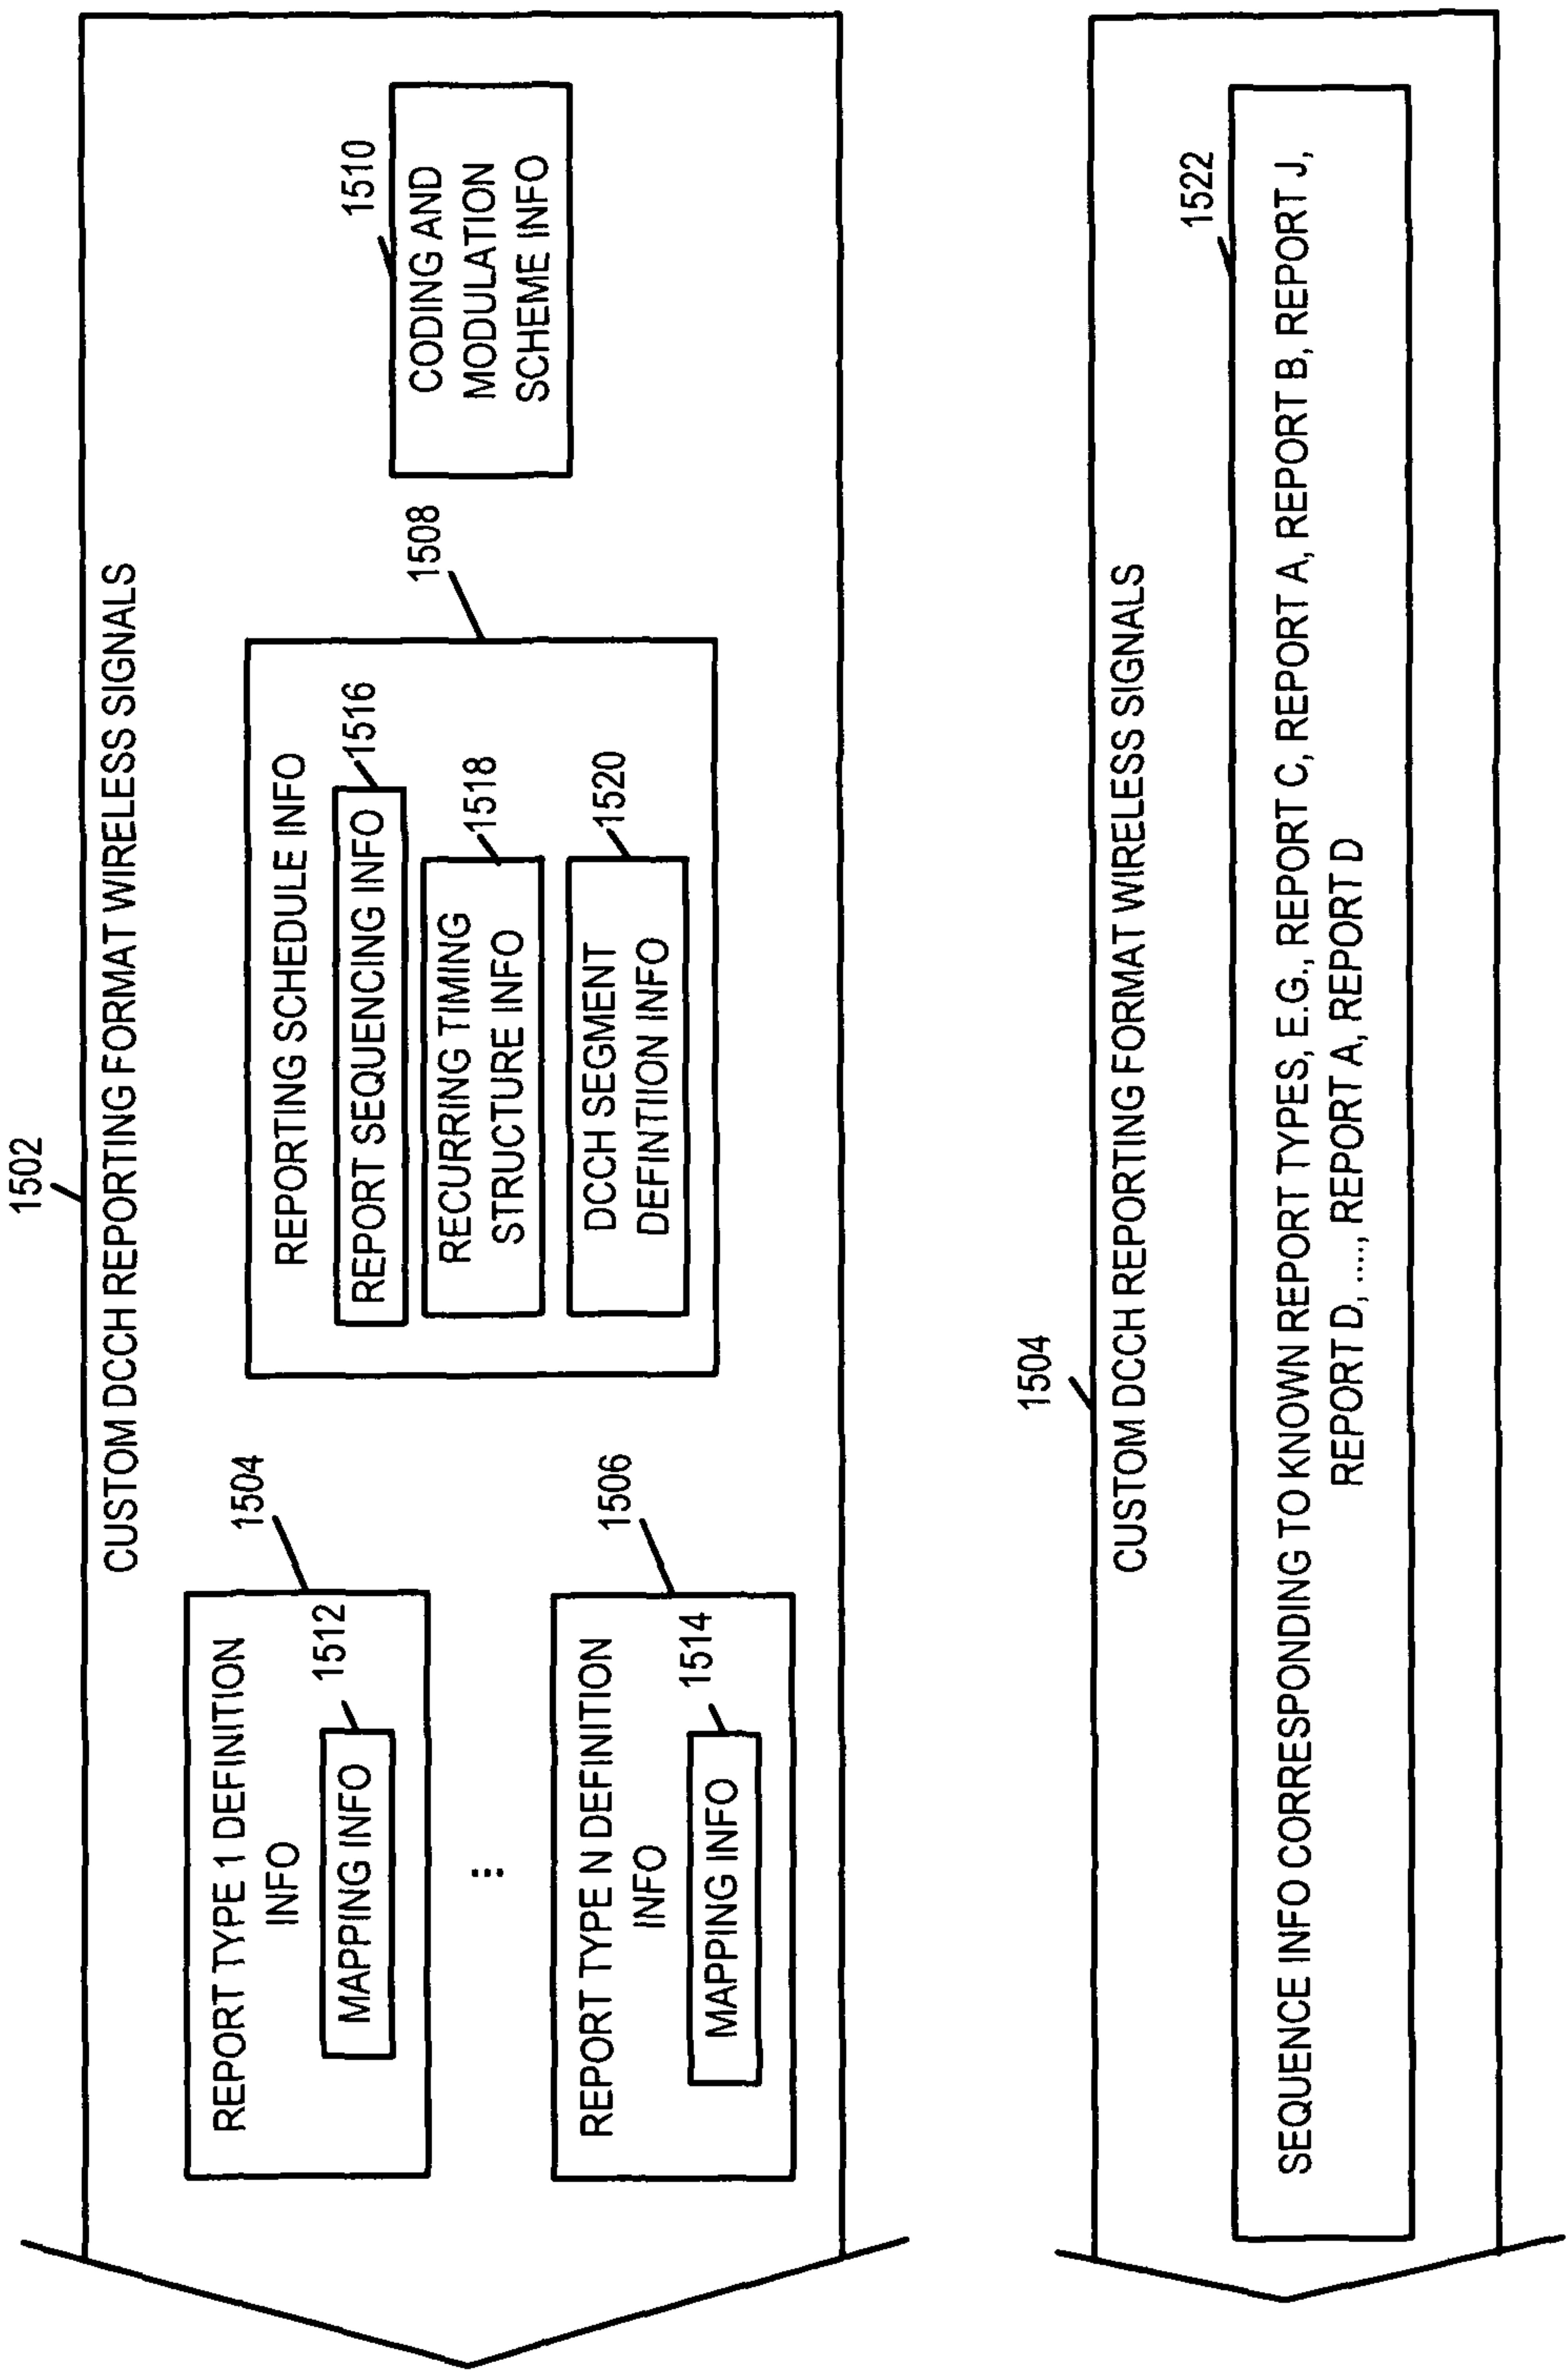 1502
CUSTOM DCCH REPORTING FORMAT WIRELESS SIGNALS
1504
REPORT TYPE 1 DEFINITION
INFO
1512
MAPPING INFO
...
1506
REPORT TYPE N DEFINITION
INFO
1514
MAPPING INFO
1508
REPORTING SCHEDULE INFO
1516
REPORT SEQUENCING INFO
1518
RECURRING TIMING
STRUCTURE INFO
1520
DCCH SEGMENT
DEFINTIION INFO
1510
CODING AND
MODULATION
SCHEME INFO
1504
CUSTOM DCCH REPORTING FORMAT WIRELESS SIGNALS
1522
SEQUENCE INFO CORRESPONDING TO KNOWN REPORT TYPES, E.G., REPORT C, REPORT A, REPORT B, REPORT J,
REPORT D, ....., REPORT A, REPORT D